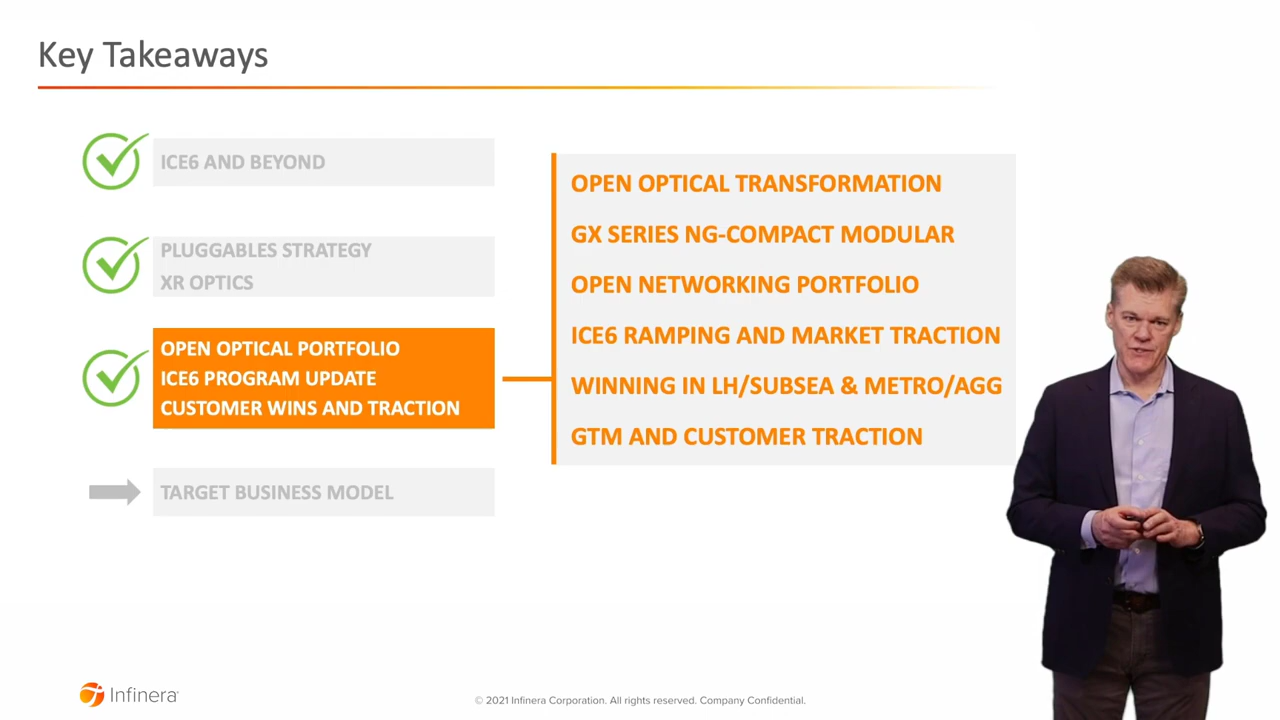 Key Takeaways
ICE6 AND BEYOND
PLUGGABLES STRATEGY
XR OPTICS
OPEN OPTICAL PORTFOLIO
ICE6 PROGRAM UPDATE
CUSTOMER WINS AND TRACTION
TARGET BUSINESS MODEL
OPEN OPTICAL TRANSFORMATION
GX SERIES NG-COMPACT MODULAR
OPEN NETWORKING PORTFOLIO
ICE6 RAMPING AND MARKET TRACTION
WINNING IN LH/SUBSEA & METRO/AGG
GTM AND CUSTOMER TRACTION
Infinera
© 2021 Infinera Corporation. All rights reserved. Company Confidential.